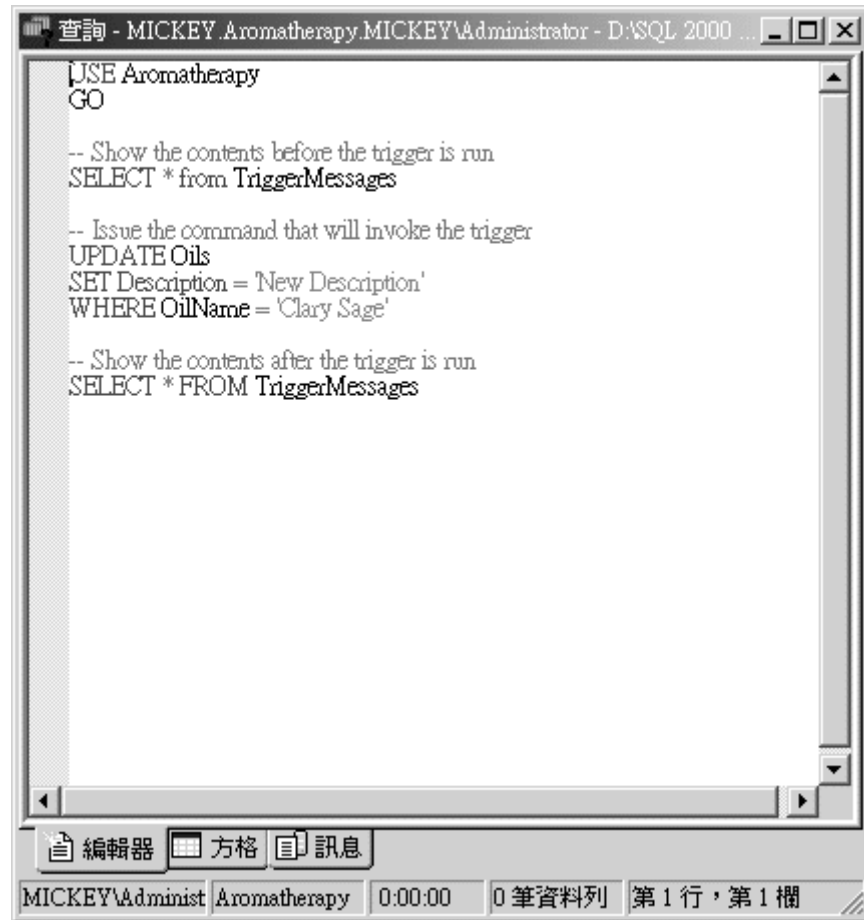 查詢 - MICKEY.Aromatherapy.MICKEY\Administrator - D:\SQL 2000 ...
USE Aromatherapy
GO
-- Show the contents before the trigger is run
SELECT * from TriggerMessages
-- Issue the command that will invoke the trigger
UPDATE Oils
SET Description = 'New Description'
WHERE OilName = 'Clary Sage'
-- Show the contents after the trigger is run
SELECT * FROM TriggerMessages
編輯器 方格 訊息
MICKEY\Administ Aromatherapy 0:00:00 0 筆資料列 第 1 行，第 1 欄